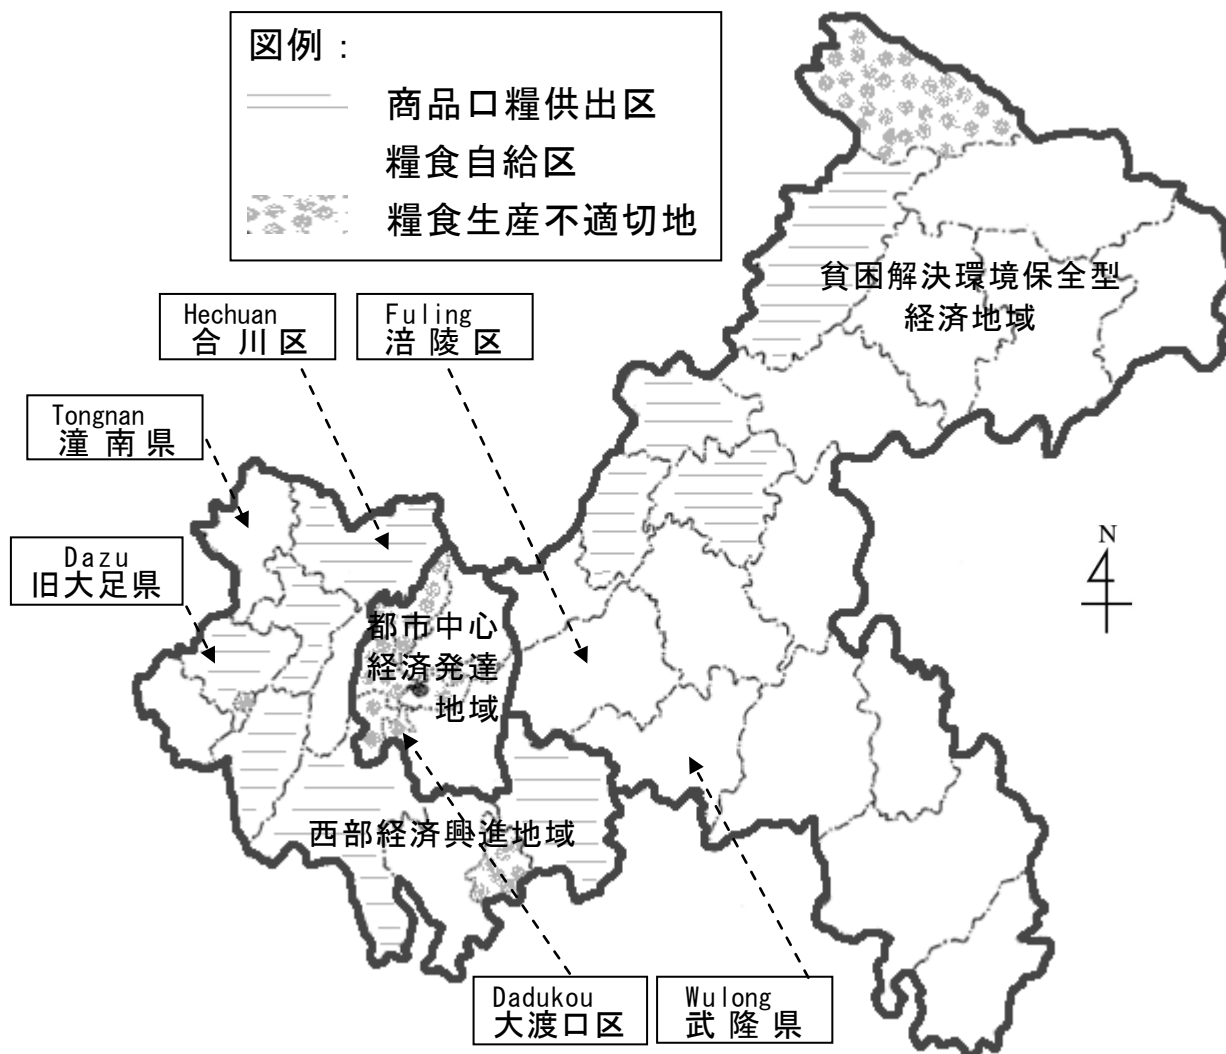 図例：
商品口糧供出区
糧食自給区
糧食生産不適切地
貧困解決環境保全型
経済地域
Hechuan
合川区
Fuling
涪陵区
Tongnan
潼南県
Dazu
旧大足県
N
都市中心
経済発達
地域
西部経済興進地域
Dadukou
大渡口区
Wulong
武隆県